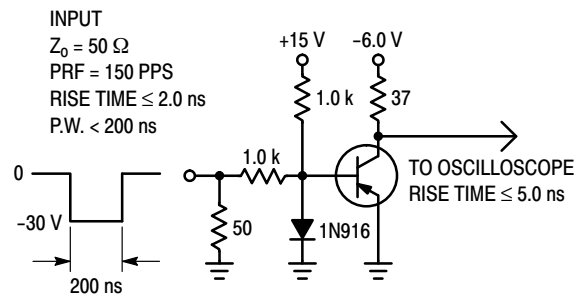 INPUT
Zo = 50 Ω
PRF = 150 PPS
RISE TIME ≤ 2.0 ns
P.W. < 200 ns
+15 V
−6.0 V
1.0 k
37
1.0 k
0
−30 V
50
1N916
200 ns
TO OSCILLOSCOPE
RISE TIME ≤ 5.0 ns